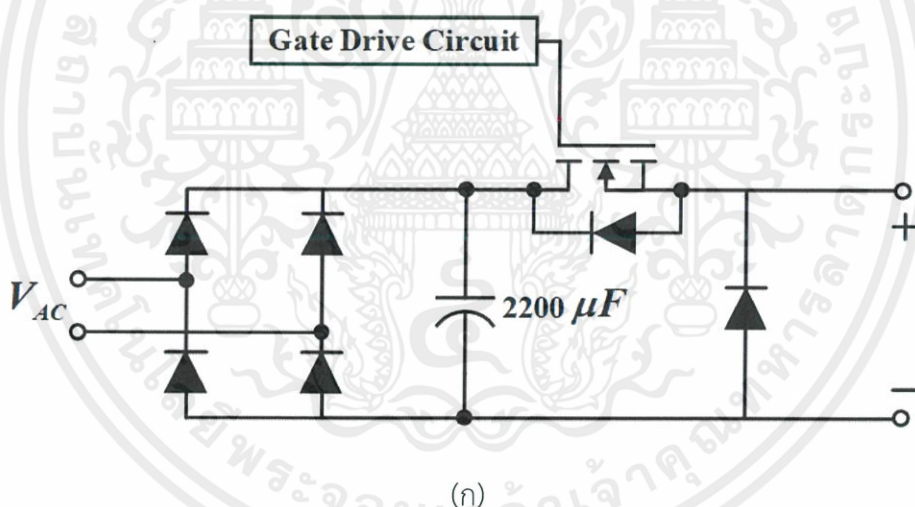 Gate Drive Circuit
V_AC
2200 μF
+
−
(ก)